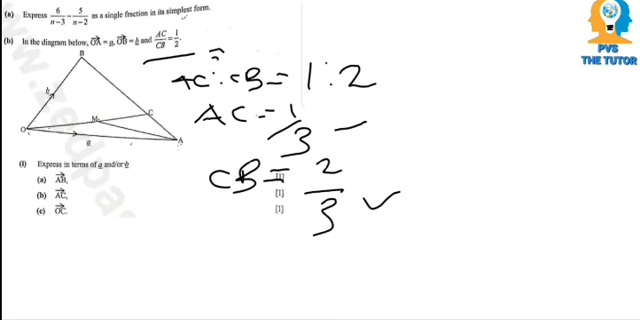 (a) Express 6/(n−3) − 5/(n−2) as a single fraction in its simplest form.
(b) In the diagram below, OA⃗ = a, OB⃗ = b and AC/CB = 1/2.
B
b
C
M
O
a
A
(i) Express in terms of a and/or b
(a) AB⃗, [1]
(b) AC⃗, [1]
(c) OC⃗. [1]
AC : CB = 1 : 2
AC = 1/3
CB = 2/3
PVS
THE TUTOR